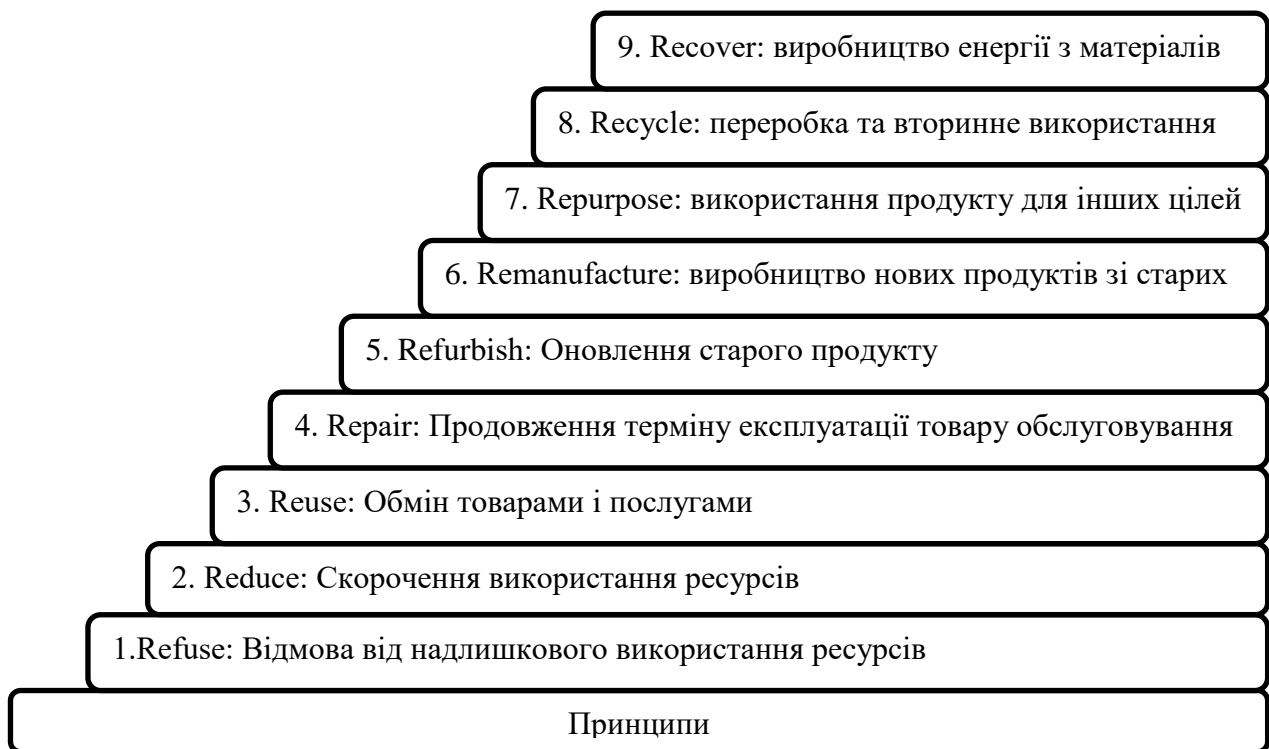 9. Recover: виробництво енергії з матеріалів
8. Recycle: переробка та вторинне використання
7. Repurpose: використання продукту для інших цілей
6. Remanufacture: виробництво нових продуктів зі старих
5. Refurbish: Оновлення старого продукту
4. Repair: Продовження терміну експлуатації товару обслуговування
3. Reuse: Обмін товарами і послугами
2. Reduce: Скорочення використання ресурсів
1.Refuse: Відмова від надлишкового використання ресурсів
Принципи